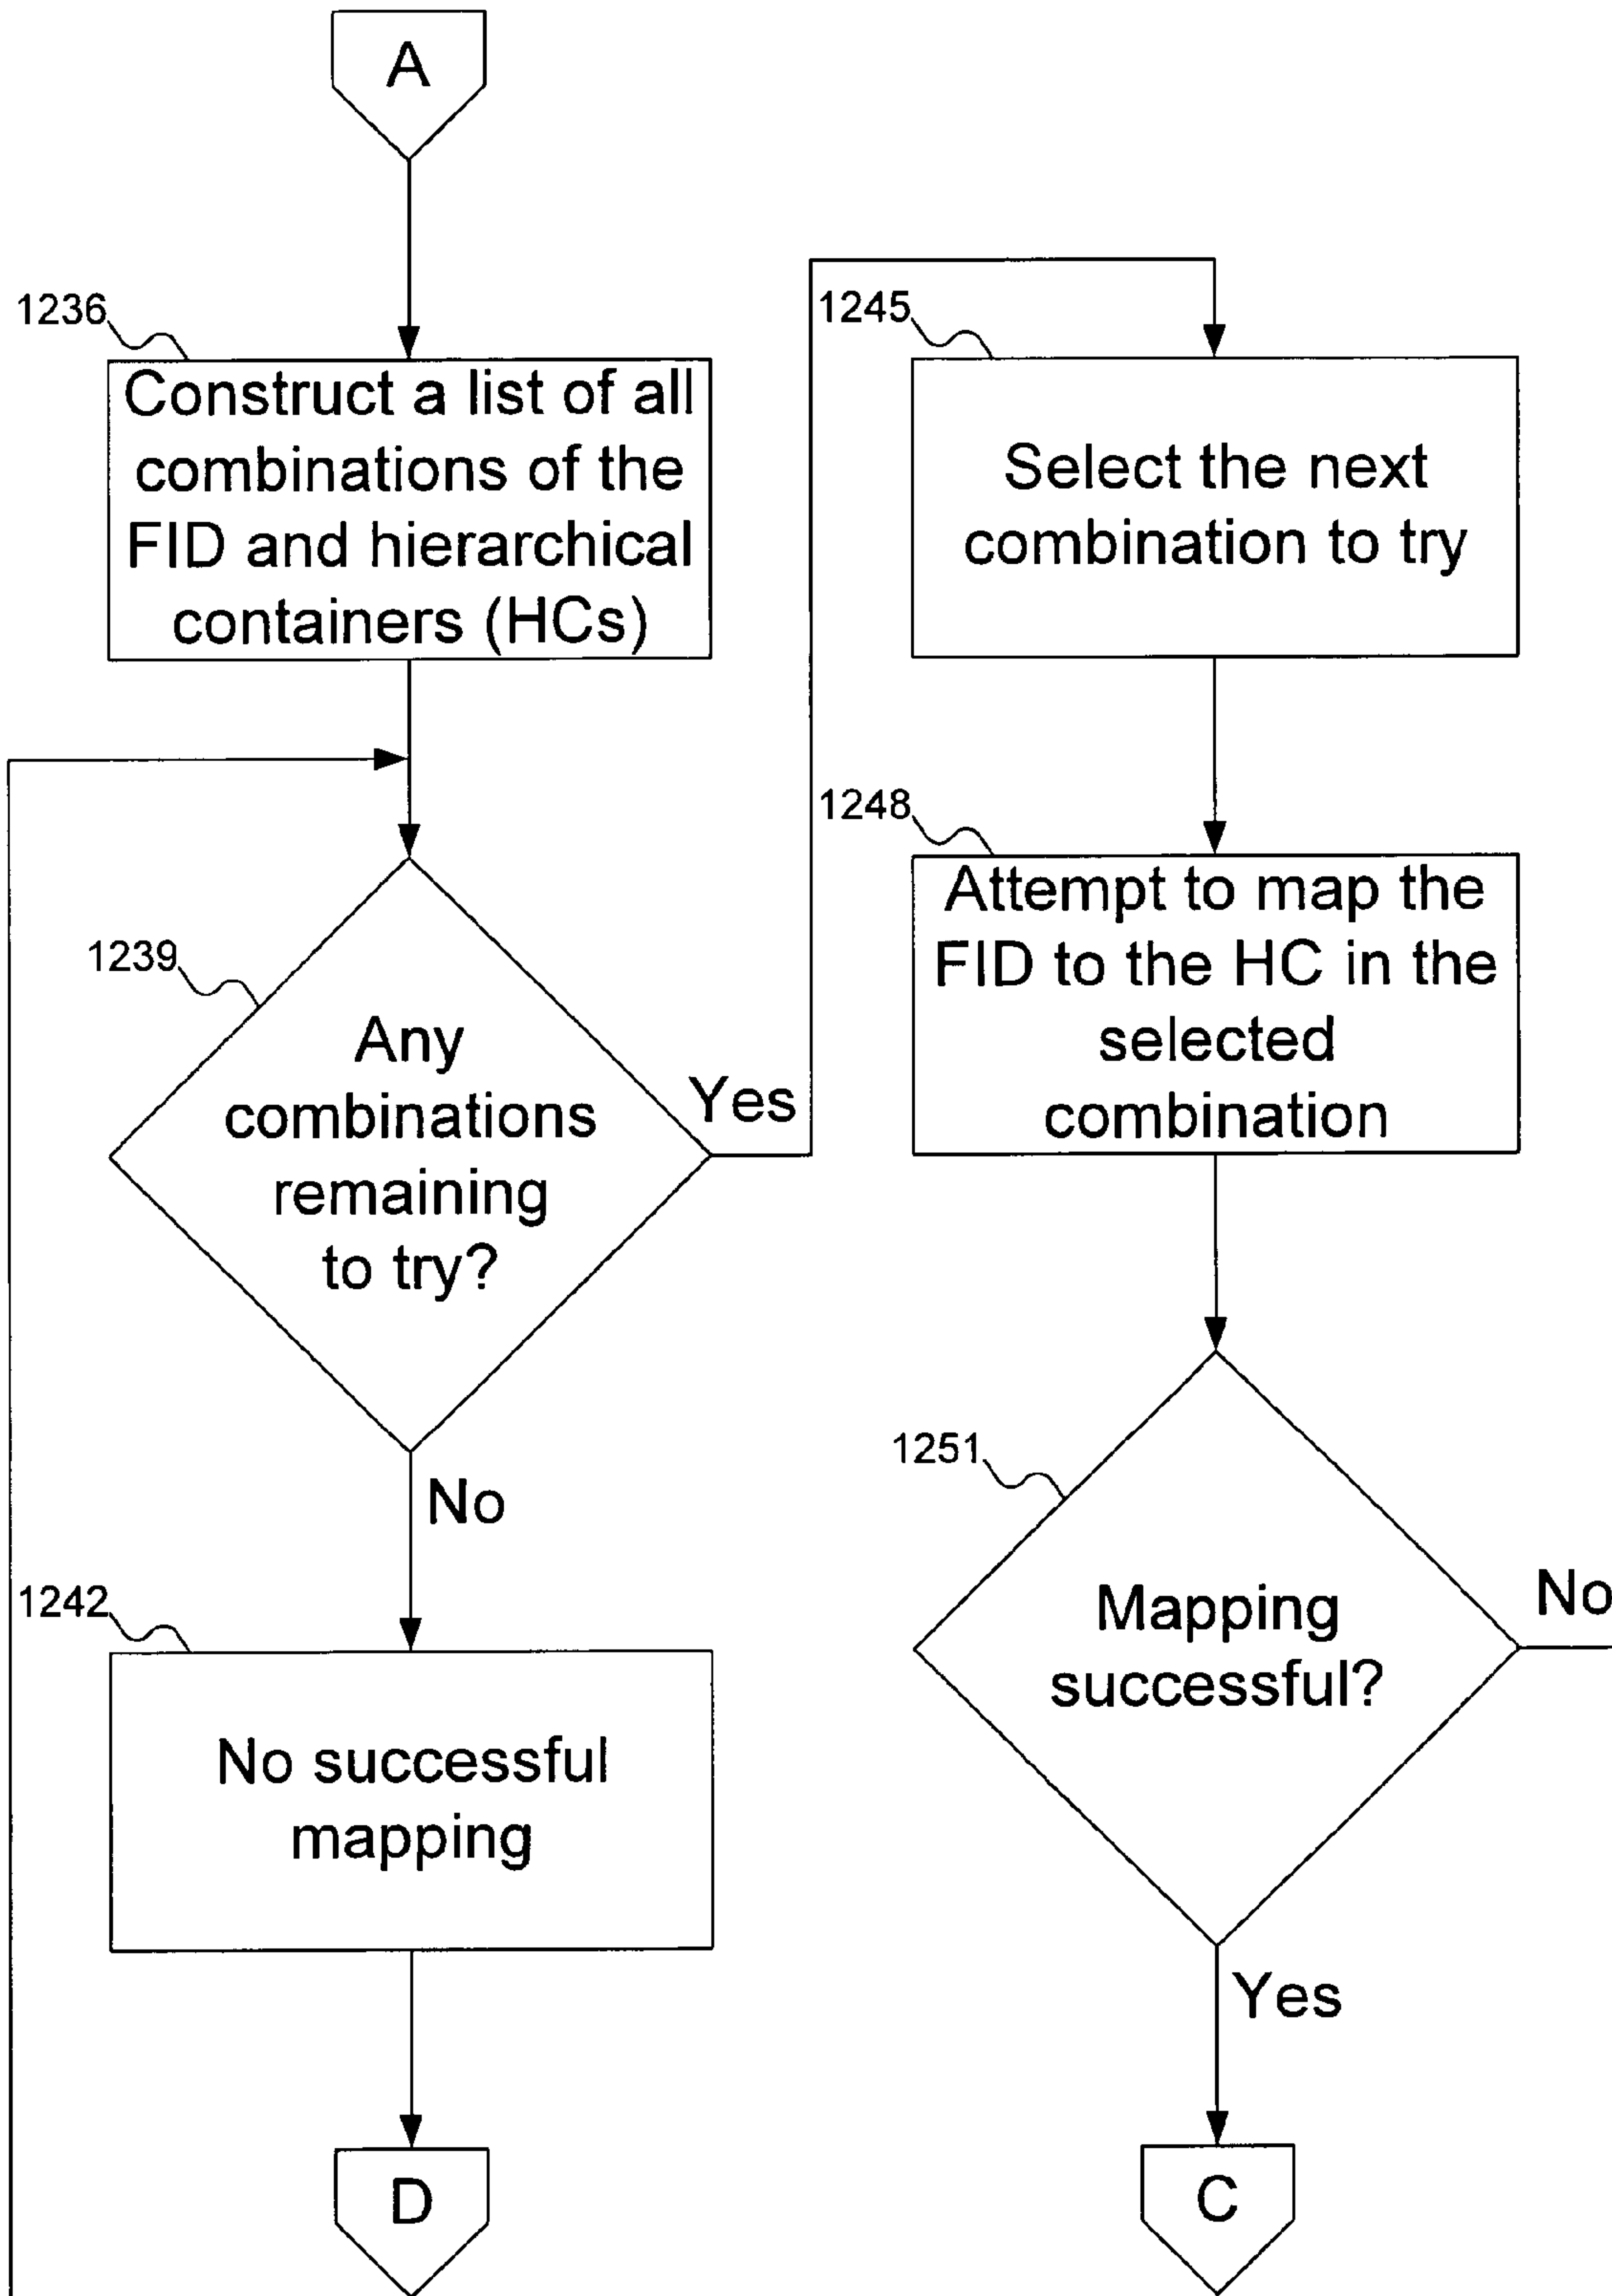 A
1236
Construct a list of all
combinations of the
FID and hierarchical
containers (HCs)
1239
Any
combinations
remaining
to try?
Yes
No
1242
No successful
mapping
D
1245
Select the next
combination to try
1248
Attempt to map the
FID to the HC in the
selected
combination
1251
Mapping
successful?
No
Yes
C